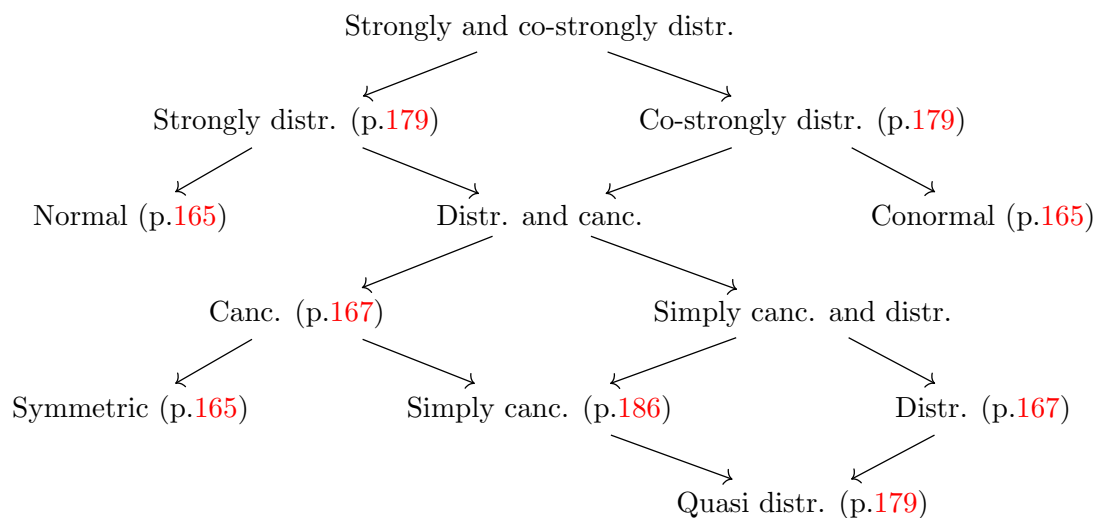 Strongly and co-strongly distr.
Strongly distr. (p.179) Co-strongly distr. (p.179)
Normal (p.165) Distr. and canc. Conormal (p.165)
Canc. (p.167) Simply canc. and distr.
Symmetric (p.165) Simply canc. (p.186) Distr. (p.167)
Quasi distr. (p.179)